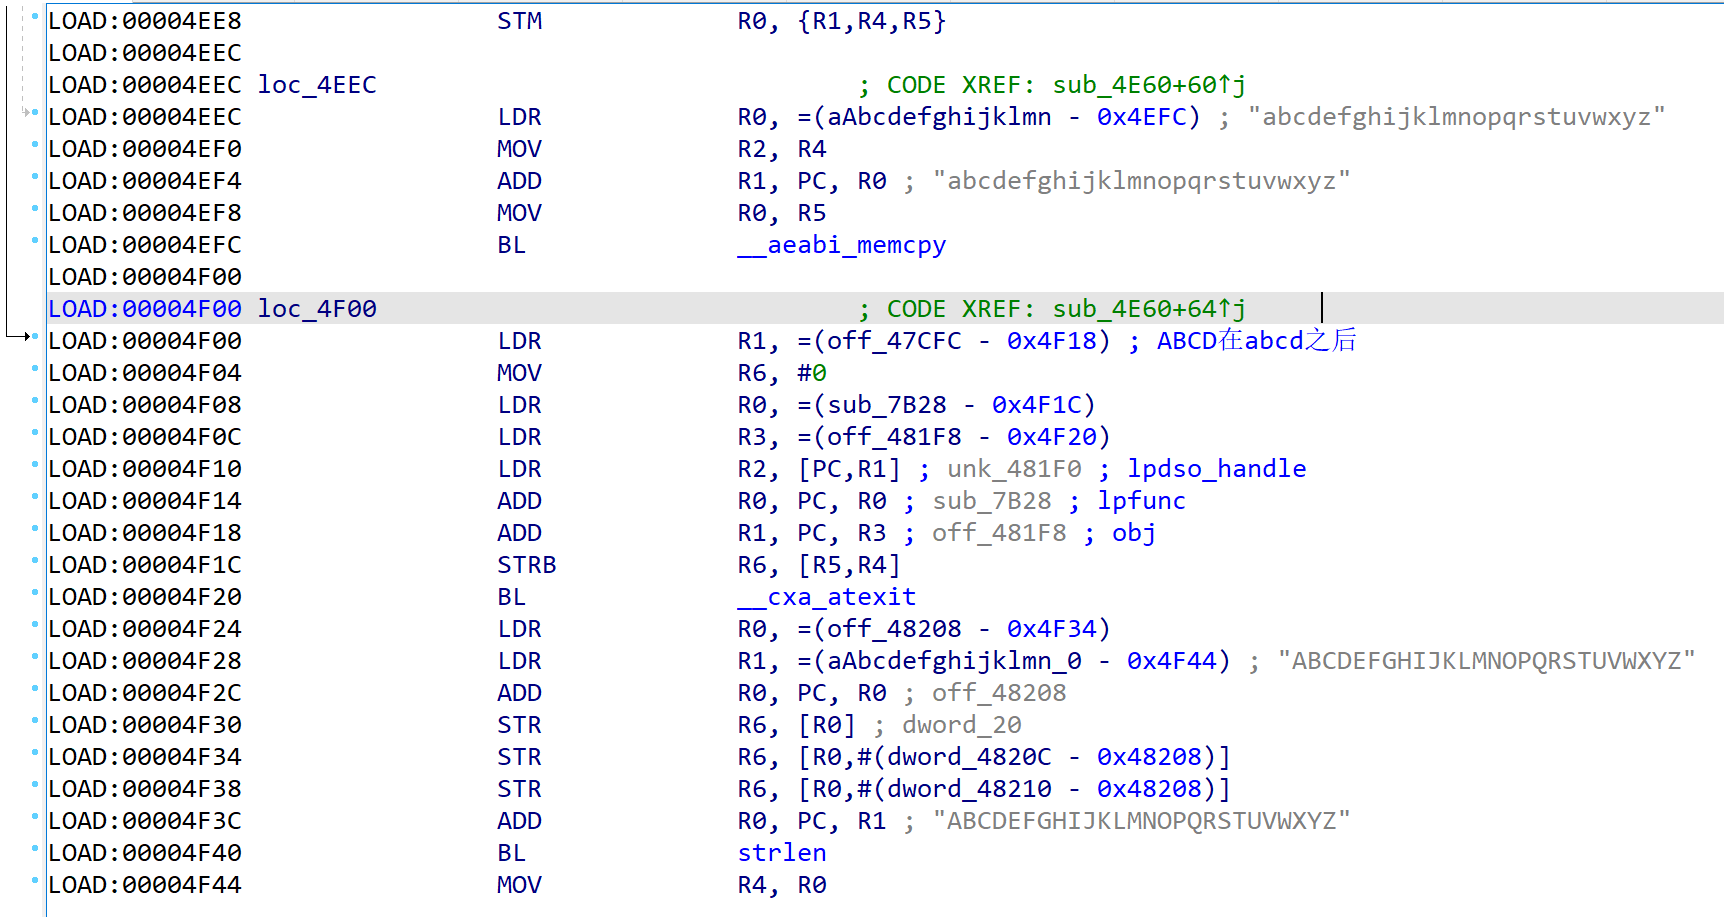 LOAD:00004EE8 STM R0, {R1,R4,R5}
LOAD:00004EEC
LOAD:00004EEC loc_4EEC ; CODE XREF: sub_4E60+60↑j
LOAD:00004EEC LDR R0, =(aAbcdefghijklmn - 0x4EFC) ; "abcdefghijklmnopqrstuvwxyz"
LOAD:00004EF0 MOV R2, R4
LOAD:00004EF4 ADD R1, PC, R0 ; "abcdefghijklmnopqrstuvwxyz"
LOAD:00004EF8 MOV R0, R5
LOAD:00004EFC BL __aeabi_memcpy
LOAD:00004F00
LOAD:00004F00 loc_4F00 ; CODE XREF: sub_4E60+64↑j
LOAD:00004F00 LDR R1, =(off_47CFC - 0x4F18) ; ABCD在abcd之后
LOAD:00004F04 MOV R6, #0
LOAD:00004F08 LDR R0, =(sub_7B28 - 0x4F1C)
LOAD:00004F0C LDR R3, =(off_481F8 - 0x4F20)
LOAD:00004F10 LDR R2, [PC,R1] ; unk_481F0 ; lpdso_handle
LOAD:00004F14 ADD R0, PC, R0 ; sub_7B28 ; lpfunc
LOAD:00004F18 ADD R1, PC, R3 ; off_481F8 ; obj
LOAD:00004F1C STRB R6, [R5,R4]
LOAD:00004F20 BL __cxa_atexit
LOAD:00004F24 LDR R0, =(off_48208 - 0x4F34)
LOAD:00004F28 LDR R1, =(aAbcdefghijklmn_0 - 0x4F44) ; "ABCDEFGHIJKLMNOPQRSTUVWXYZ"
LOAD:00004F2C ADD R0, PC, R0 ; off_48208
LOAD:00004F30 STR R6, [R0] ; dword_20
LOAD:00004F34 STR R6, [R0,#(dword_4820C - 0x48208)]
LOAD:00004F38 STR R6, [R0,#(dword_48210 - 0x48208)]
LOAD:00004F3C ADD R0, PC, R1 ; "ABCDEFGHIJKLMNOPQRSTUVWXYZ"
LOAD:00004F40 BL strlen
LOAD:00004F44 MOV R4, R0